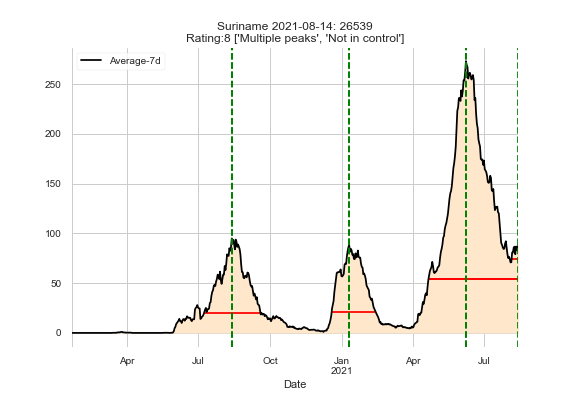 Suriname 2021-08-14: 26539
Rating:8 ['Multiple peaks', 'Not in control']
Average-7d
250
200
150
100
50
0
Apr
Jul
Oct
Jan
2021
Apr
Jul
Date